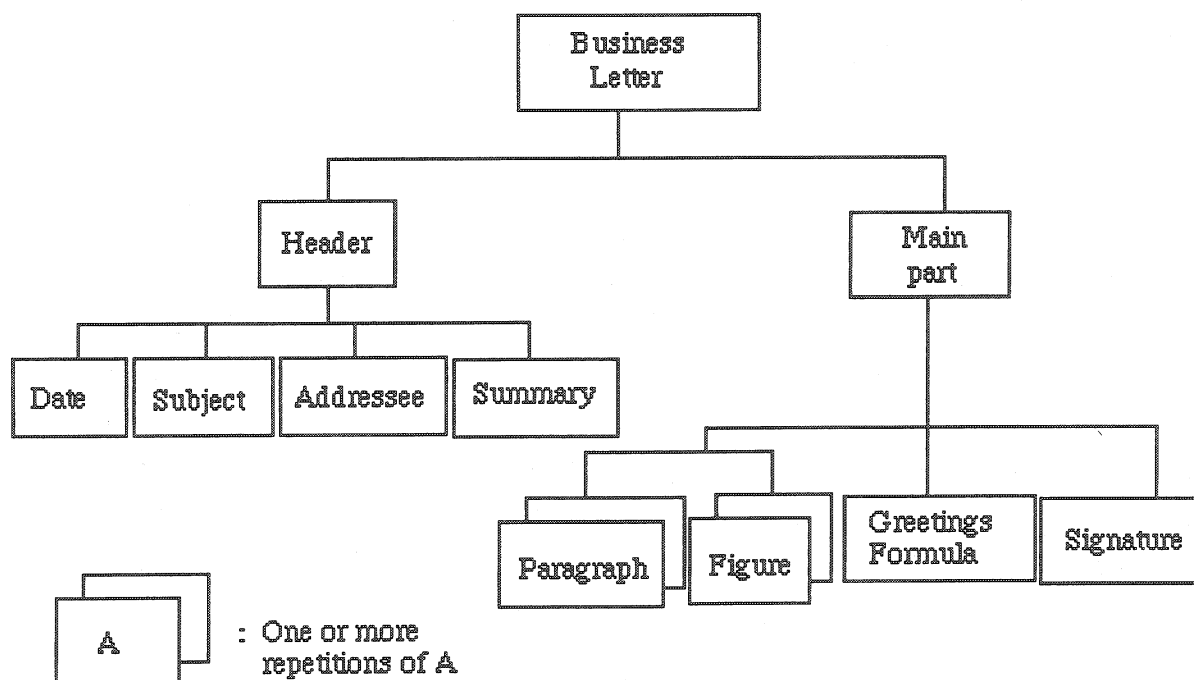 Business
Letter
Header
Main
part
Date
Subject
Addressee
Summary
Paragraph
Figure
Greetings
Formula
Signature
A
: One or more
repetitions of A